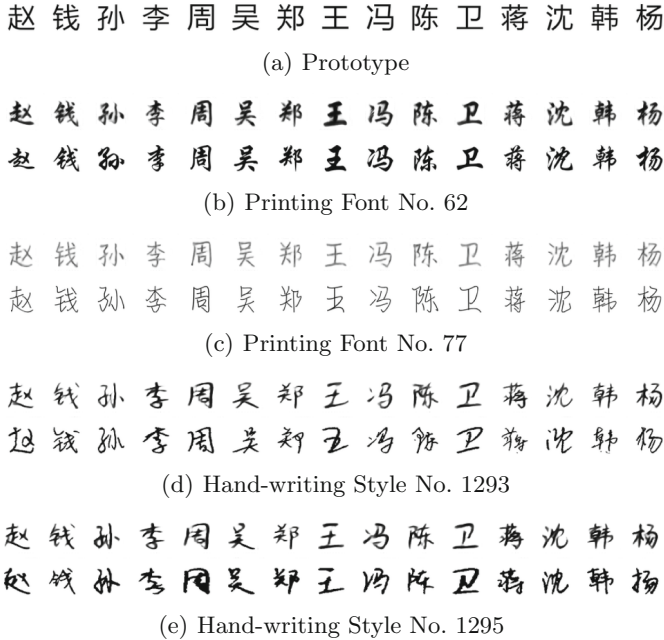 赵 钱 孙 李 周 吴 郑 王 冯 陈 卫 蒋 沈 韩 杨
(a) Prototype
赵 钱 孙 李 周 吴 郑 王 冯 陈 卫 蒋 沈 韩 杨
赵 钱 孙 李 周 吴 郑 王 冯 陈 卫 蒋 沈 韩 杨
(b) Printing Font No. 62
赵 钱 孙 李 周 吴 郑 王 冯 陈 卫 蒋 沈 韩 杨
赵 钱 孙 李 周 吴 郑 王 冯 陈 卫 蒋 沈 韩 杨
(c) Printing Font No. 77
赵 钱 孙 李 周 吴 郑 王 冯 陈 卫 蒋 沈 韩 杨
赵 钱 孙 李 周 吴 郑 王 冯 陈 卫 蒋 沈 韩 杨
(d) Hand-writing Style No. 1293
赵 钱 孙 李 周 吴 郑 王 冯 陈 卫 蒋 沈 韩 杨
赵 钱 孙 李 周 吴 郑 王 冯 陈 卫 蒋 沈 韩 杨
(e) Hand-writing Style No. 1295